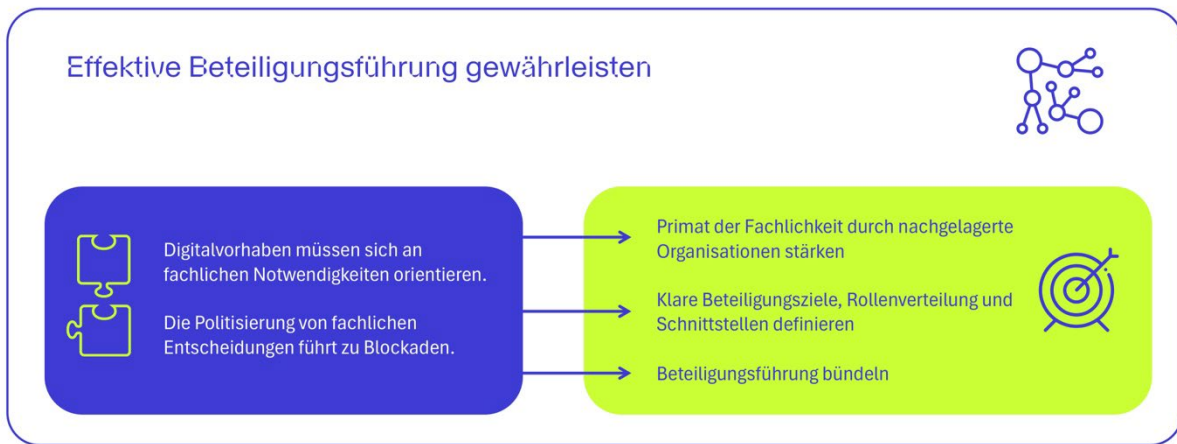 Effektive Beteiligungsführung gewährleisten
Digitalvorhaben müssen sich an
fachlichen Notwendigkeiten orientieren.
Die Politisierung von fachlichen
Entscheidungen führt zu Blockaden.
Primat der Fachlichkeit durch nachgelagerte
Organisationen stärken
Klare Beteiligungsziele, Rollenverteilung und
Schnittstellen definieren
Beteiligungsführung bündeln